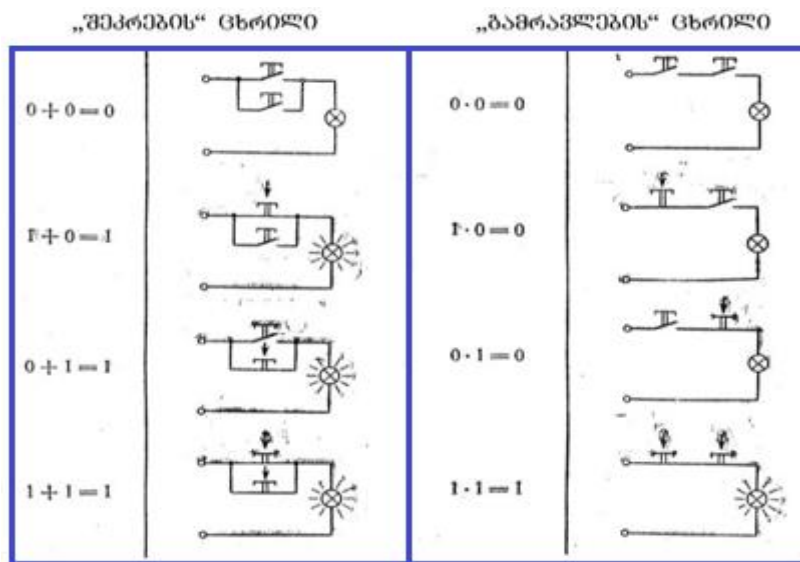 „ᲨᲔᲙᲠᲔᲑᲘᲡ“ ᲪᲮᲠᲘᲚᲘ
0 + 0 = 0
1 + 0 = 1
0 + 1 = 1
1 + 1 = 1
„ᲒᲐᲛᲠᲐᲕᲚᲔᲑᲘᲡ“ ᲪᲮᲠᲘᲚᲘ
0 · 0 = 0
1 · 0 = 0
0 · 1 = 0
1 · 1 = 1